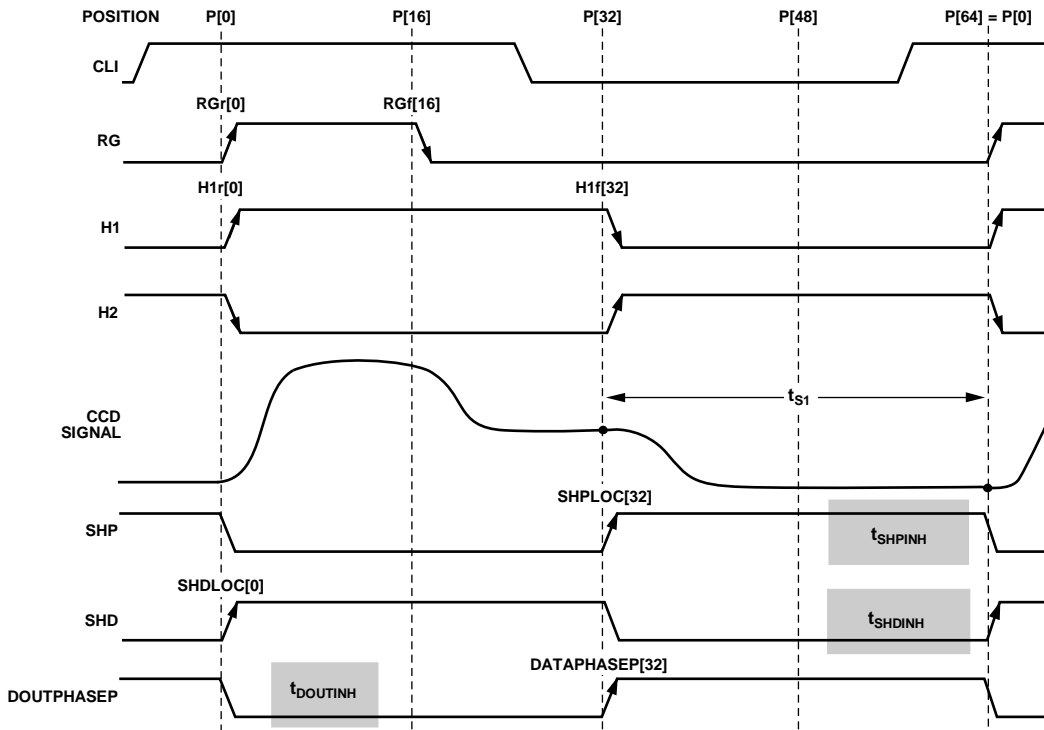 POSITION P[0] P[16] P[32] P[48] P[64] = P[0]
CLI
RGr[0] RGf[16]
RG
H1r[0] H1f[32]
H1
H2
tS1
CCD
SIGNAL
SHPLOC[32]
SHP
tSHPINH
SHDLOC[0]
SHD
tSHDINH
DATAPHASEP[32]
DOUTPHASEP
tDOUTINH